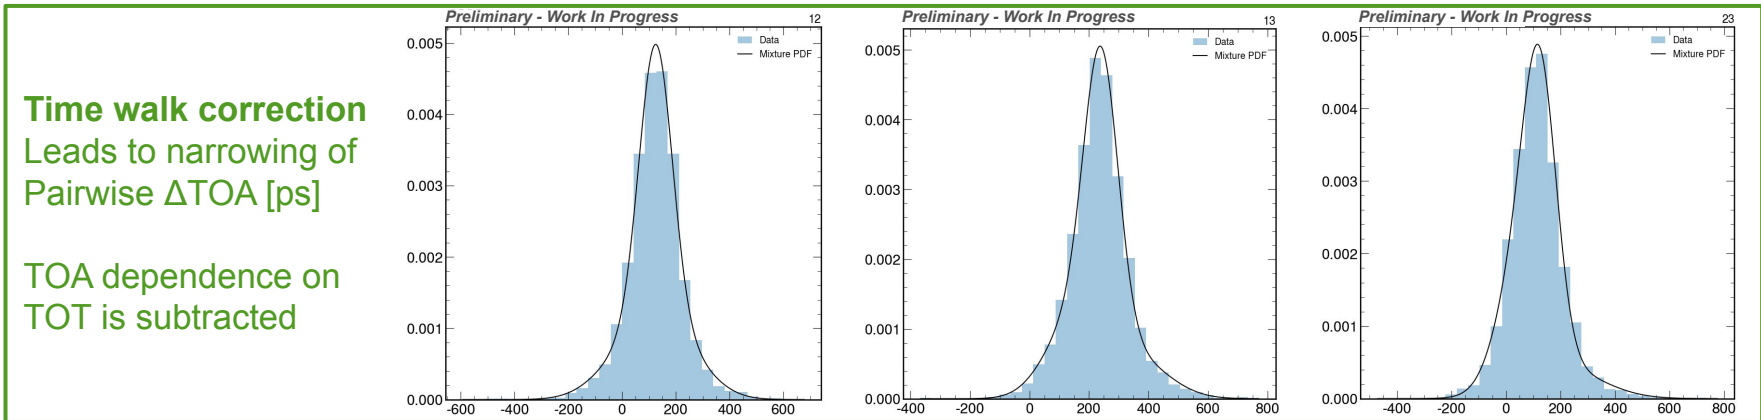 Time walk correction
Leads to narrowing of
Pairwise ΔTOA [ps]
TOA dependence on
TOT is subtracted
Preliminary - Work In Progress
12
Data
Mixture PDF
0.005
0.004
0.003
0.002
0.001
0.000
-600 -400 -200 0 200 400 600
Preliminary - Work In Progress
13
Data
Mixture PDF
0.005
0.004
0.003
0.002
0.001
0.000
-400 -200 0 200 400 600 800
Preliminary - Work In Progress
23
Data
Mixture PDF
0.005
0.004
0.003
0.002
0.001
0.000
-400 -200 0 200 400 600 800